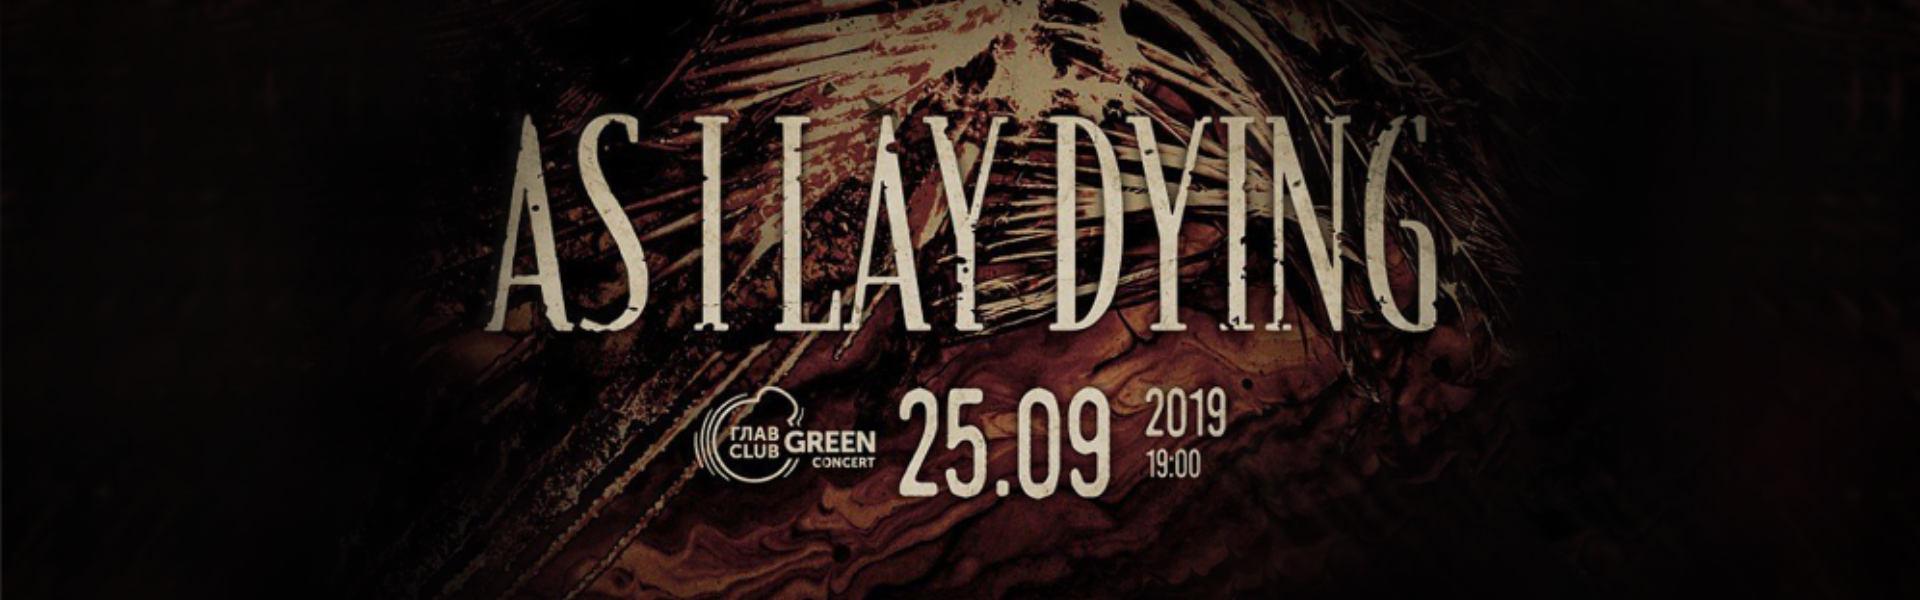 AS I LAY DYING
ГЛАВ
CLUB
GREEN
CONCERT
25.09
2019
19:00